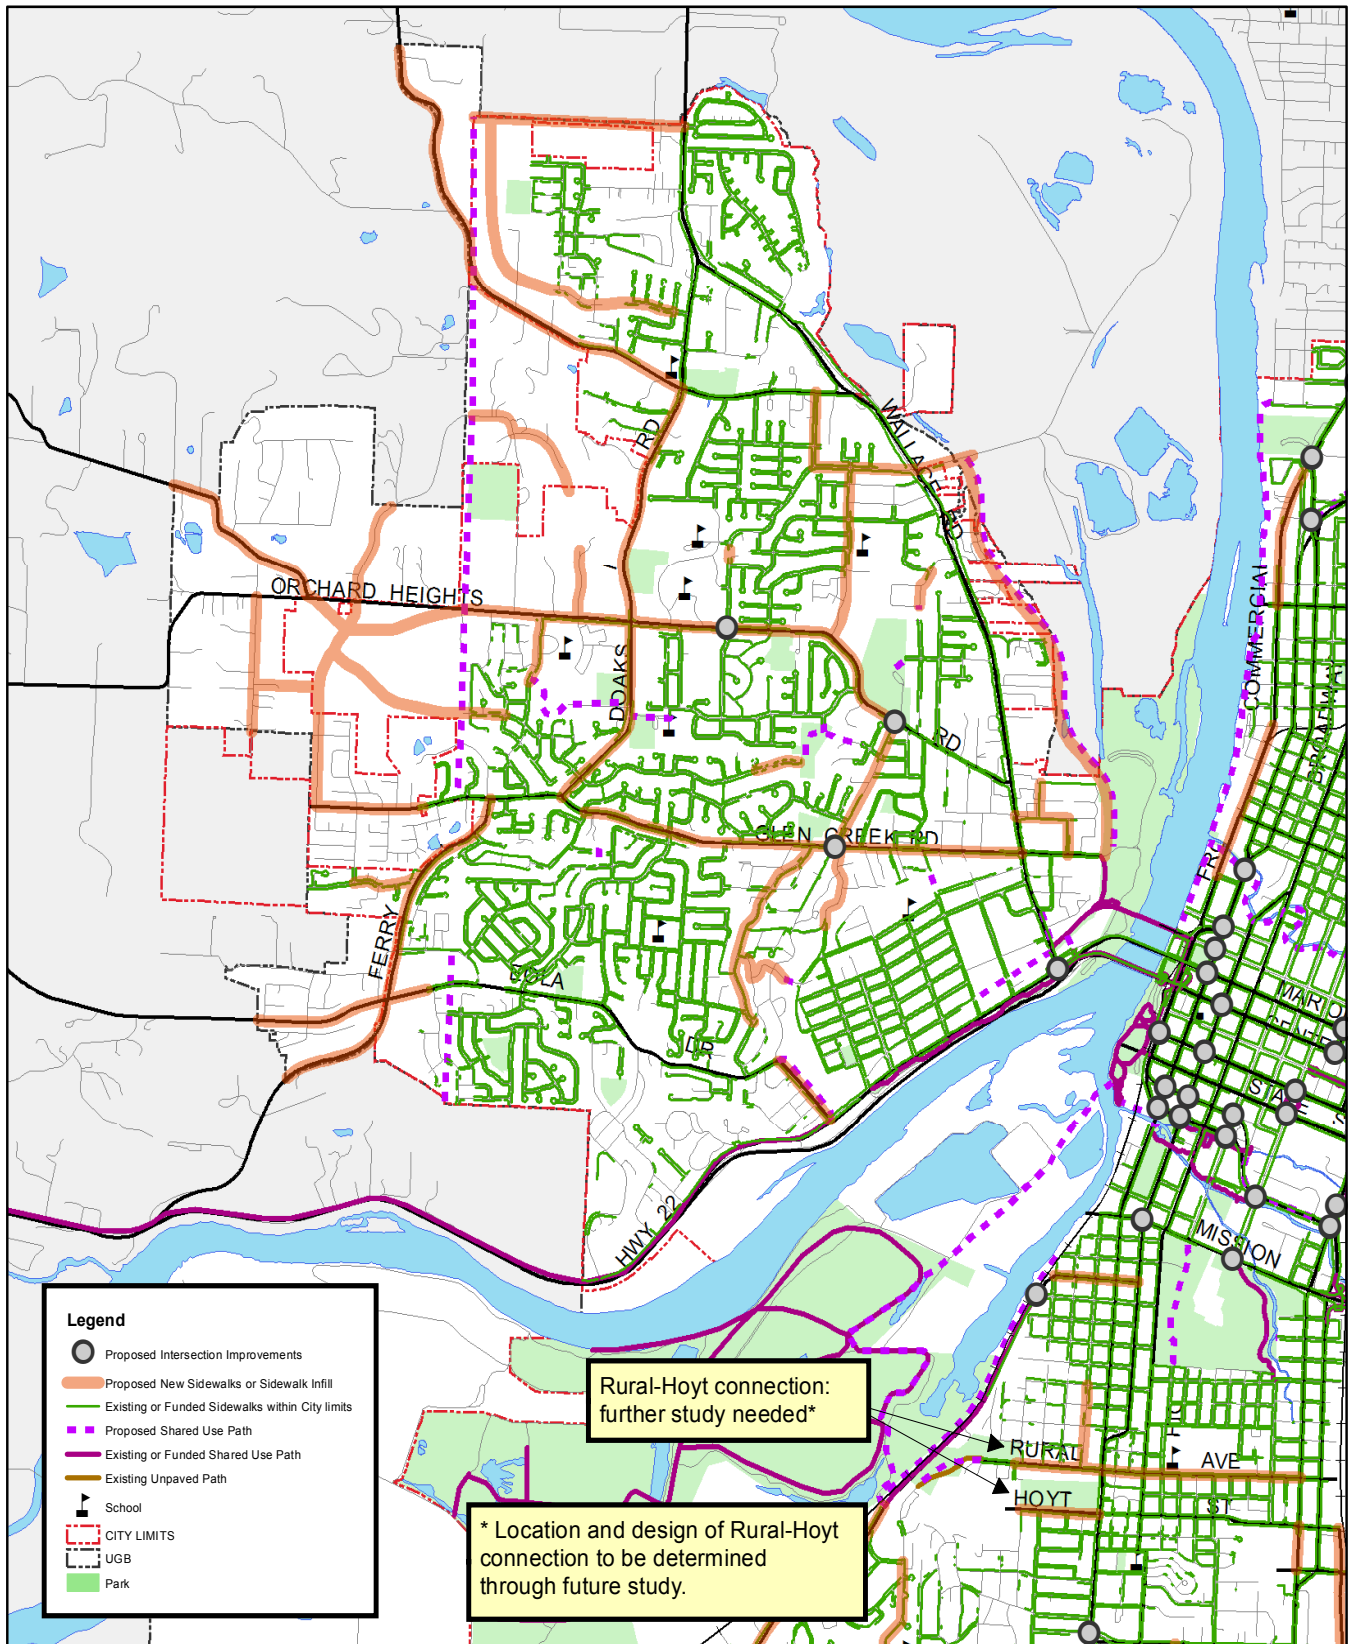 WALLACE RD
RD
ORCHARD HEIGHTS
DOAKS
RD
GLEN CREEK RD
FERRY
EOLA
DR
HWY 22
COMMERCIAL
BROADWAY
FRO
MARIO
CENTE
STATE
MISSION
Rural-Hoyt connection:
further study needed*
RURAL
AVE
HOYT
ST
* Location and design of Rural-Hoyt
connection to be determined
through future study.
Legend
Proposed Intersection Improvements
Proposed New Sidewalks or Sidewalk Infill
Existing or Funded Sidewalks within City limits
Proposed Shared Use Path
Existing or Funded Shared Use Path
Existing Unpaved Path
School
CITY LIMITS
UGB
Park